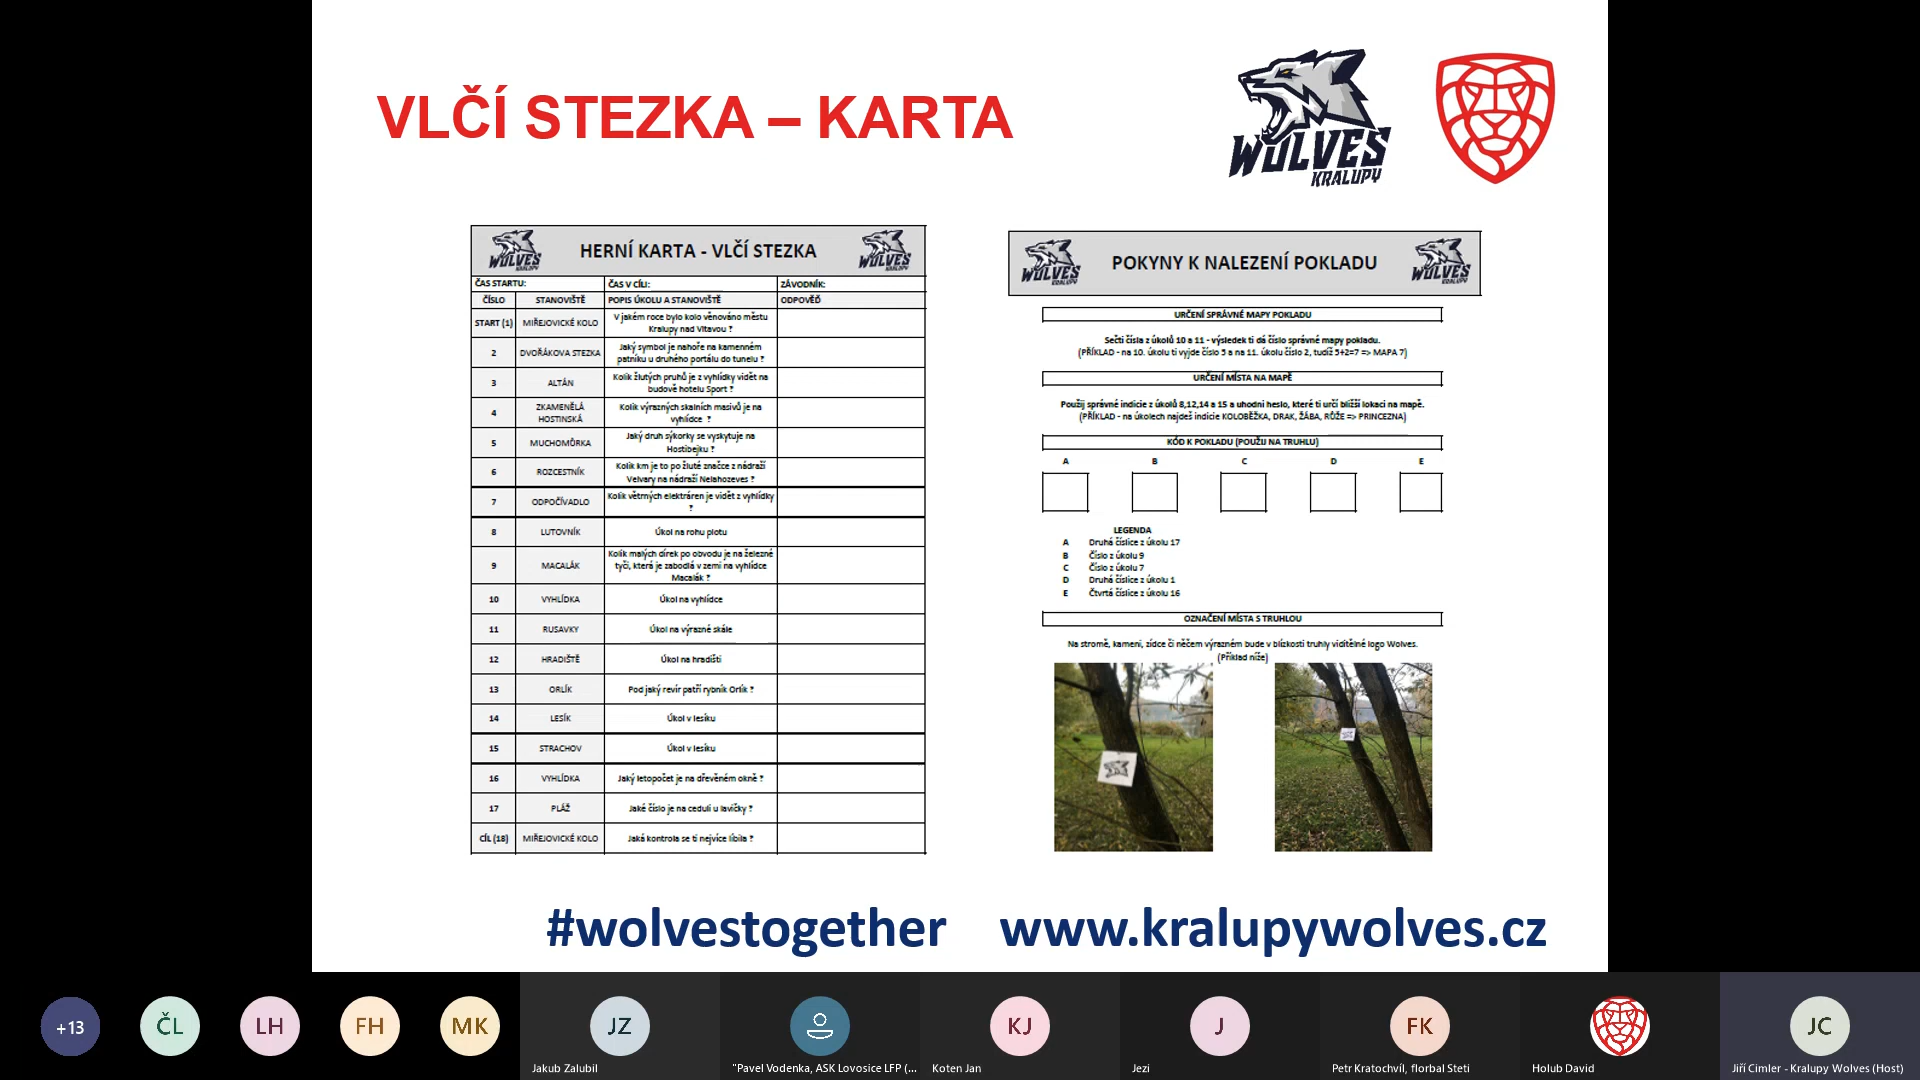 VLČÍ STEZKA – KARTA
WOLVES
KRALUPY
WOLVES
KRALUPY
HERNÍ KARTA - VLČÍ STEZKA
WOLVES
KRALUPY
ČAS STARTU:
ČAS V CÍLI:
ZÁVODNÍK:
ČÍSLO
STANOVIŠTĚ
POPIS ÚKOLU A STANOVIŠTĚ
ODPOVĚĎ
START (1)
MIŘEJOVICKÉ KOLO
V jakém roce bylo kolo věnováno městu
Kralupy nad Vltavou ?
2
DVOŘÁKOVA STEZKA
Jaký symbol je nahoře na kamenném
patníku u druhého portálu do tunelu ?
3
ALTÁN
Kolik žlutých pruhů je z vyhlídky vidět na
budově hotelu Sport ?
4
ZKAMENĚLÁ
HOSTINSKÁ
Kolik výrazných skalních masivů je na
vyhlídce ?
5
MUCHOMŮRKA
Jaký druh sýkorky se vyskytuje na
Hostibejku ?
6
ROZCESTNÍK
Kolik km je to po žluté značce z nádraží
Velvary na nádraží Nelahozeves ?
7
ODPOČÍVADLO
Kolik větrných elektráren je vidět z vyhlídky
?
8
LUTOVNÍK
Úkol na rohu plotu
9
MACALÁK
Kolik malých dírek po obvodu je na železné
tyči, která je zabodlá v zemi na vyhlídce
Macalák ?
10
VYHLÍDKA
Úkol na vyhlídce
11
RUSAVKY
Úkol na výrazné skále
12
HRADIŠTĚ
Úkol na hradišti
13
ORLÍK
Pod jaký revír patří rybník Orlík ?
14
LESÍK
Úkol v lesíku
15
STRACHOV
Úkol v lesíku
16
VYHLÍDKA
Jaký letopočet je na dřevěném okně ?
17
PLÁŽ
Jaké číslo je na ceduli u lavičky ?
CÍL (18)
MIŘEJOVICKÉ KOLO
Jaká kontrola se ti nejvíce líbila ?
WOLVES
KRALUPY
POKYNY K NALEZENÍ POKLADU
WOLVES
KRALUPY
URČENÍ SPRÁVNÉ MAPY POKLADU
Sečti čísla z úkolů 10 a 11 - výsledek ti dá číslo správné mapy pokladu.
(PŘÍKLAD - na 10. úkolu ti vyjde číslo 5 a na 11. úkolu číslo 2, tudíž 5+2=7 => MAPA 7)
URČENÍ MÍSTA NA MAPĚ
Použij správné indicie z úkolů 8,12,14 a 15 a uhodni heslo, které ti určí bližší lokaci na mapě.
(PŘÍKLAD - na úkolech najdeš indicie KOLOBĚŽKA, DRAK, ŽÁBA, RŮŽE => PRINCEZNA)
KÓD K POKLADU (POUŽIJ NA TRUHLU)
A B C D E
LEGENDA
A Druhá číslice z úkolu 17
B Číslo z úkolu 9
C Číslo z úkolu 7
D Druhá číslice z úkolu 1
E Čtvrtá číslice z úkolu 16
OZNAČENÍ MÍSTA S TRUHLOU
Na stromě, kameni, zídce či něčem výrazném bude v blízkosti truhly viditelné logo Wolves.
(Příklad níže)
#wolvestogether www.kralupywolves.cz
+13
ČL
LH
FH
MK
JZ
Jakub Zalubil
"Pavel Vodenka, ASK Lovosice LFP (...
KJ
Koten Jan
J
Jezi
FK
Petr Kratochvíl, florbal Steti
Holub David
JC
Jiří Cimler - Kralupy Wolves (Host)